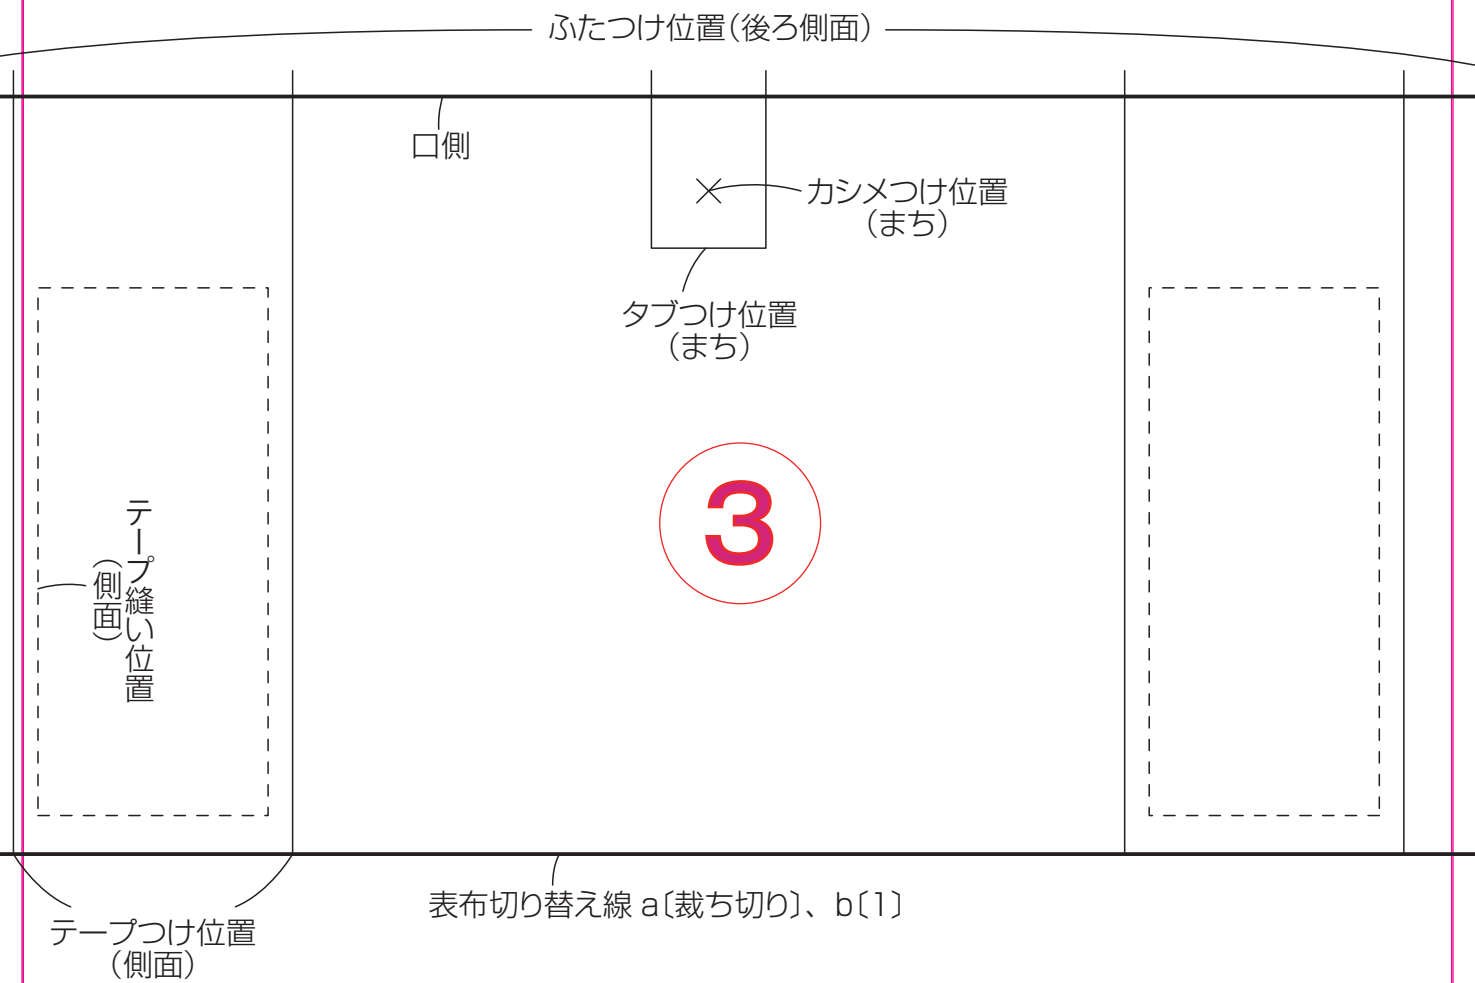 ふたつけ位置(後ろ側面)
口側
カシメつけ位置
(まち)
タブつけ位置
(まち)
3
テープ縫い位置
(側面)
表布切り替え線 a〔裁ち切り〕、b〔1〕
テープつけ位置
(側面)